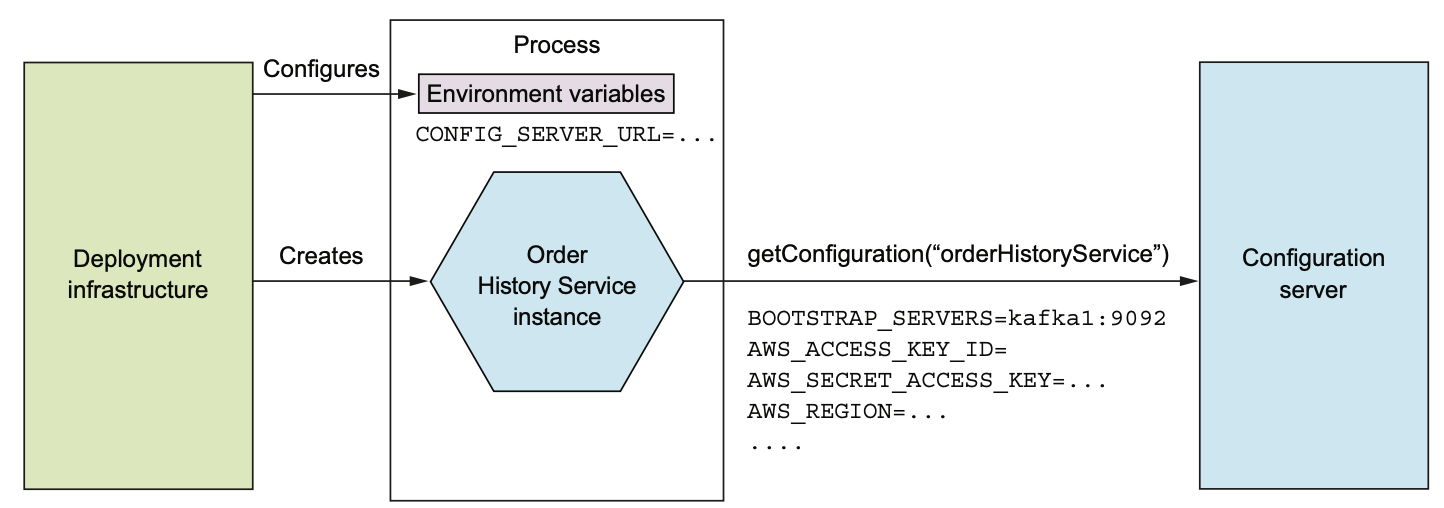 Process
Configures
Environment variables
CONFIG_SERVER_URL=...
Deployment
infrastructure
Creates
Order
History Service
instance
getConfiguration(“orderHistoryService”)
BOOTSTRAP_SERVERS=kafka1:9092
AWS_ACCESS_KEY_ID=
AWS_SECRET_ACCESS_KEY=...
AWS_REGION=...
....
Configuration
server